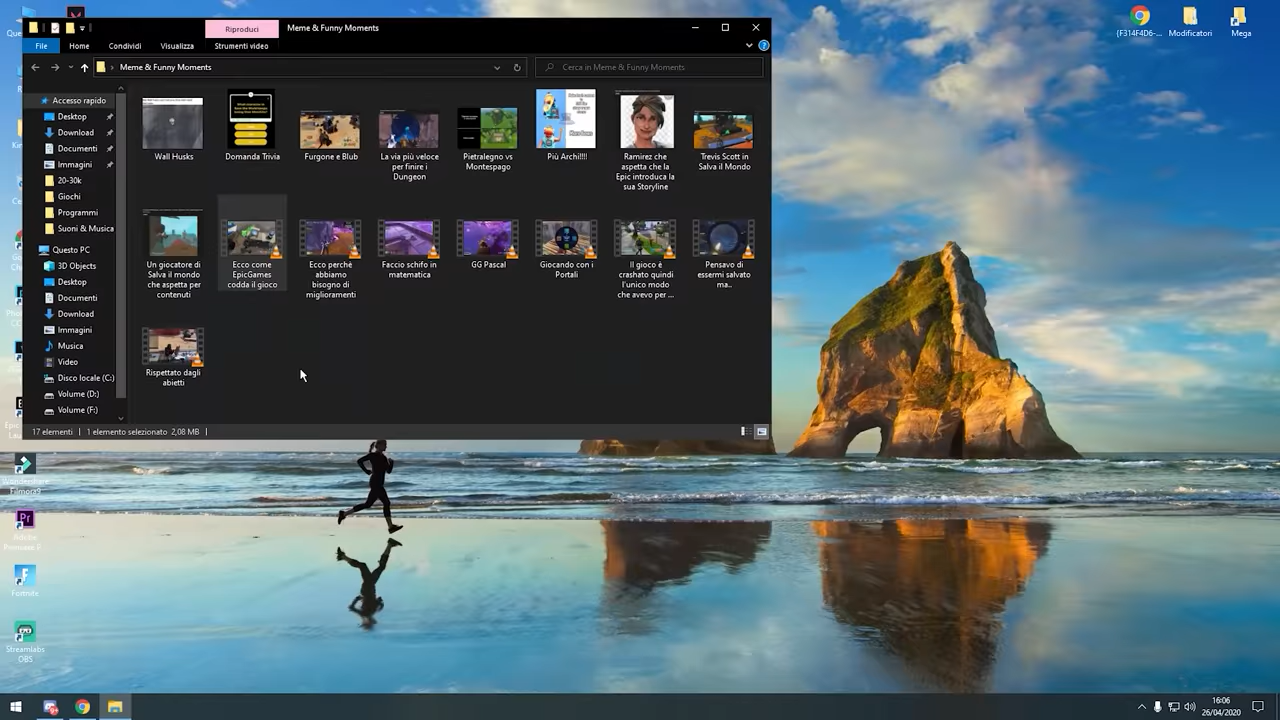 Riproduci
Meme & Funny Moments
File
Home
Condividi
Visualizza
Strumenti video
Meme & Funny Moments
Cerca in Meme & Funny Moments
Accesso rapido
Desktop
Download
Documenti
Immagini
20-30k
Giochi
Programmi
Suoni & Musica
Questo PC
3D Objects
Desktop
Documenti
Download
Immagini
Musica
Video
Disco locale (C:)
Volume (D:)
Volume (F:)
Wall Husks
Domanda Trivia
Furgone e Blub
La via più veloce
per finire i
Dungeon
Pietralegno vs
Montespago
Più Archi!!!!
Ramirez che
aspetta che la
Epic introduca la
sua Storyline
Trevis Scott in
Salva il Mondo
Un giocatore di
Salva il mondo
che aspetta per
contenuti
Ecco come
EpicGames
codda il gioco
Ecco perchè
abbiamo
bisogno di
miglioramenti
Faccio schifo in
matematica
GG Pascal
Giocando con i
Portali
Il gioco è
crashato quindi
l'unico modo
che avevo per ...
Pensavo di
essermi salvato
ma..
Rispettato dagli
abietti
17 elementi
1 elemento selezionato 2,08 MB
{F314F4D6-...
Modificatori
Mega
Wondershare
Filmora9
Adobe
Premiere P...
Fortnite
Streamlabs
OBS
16:06
26/04/2020